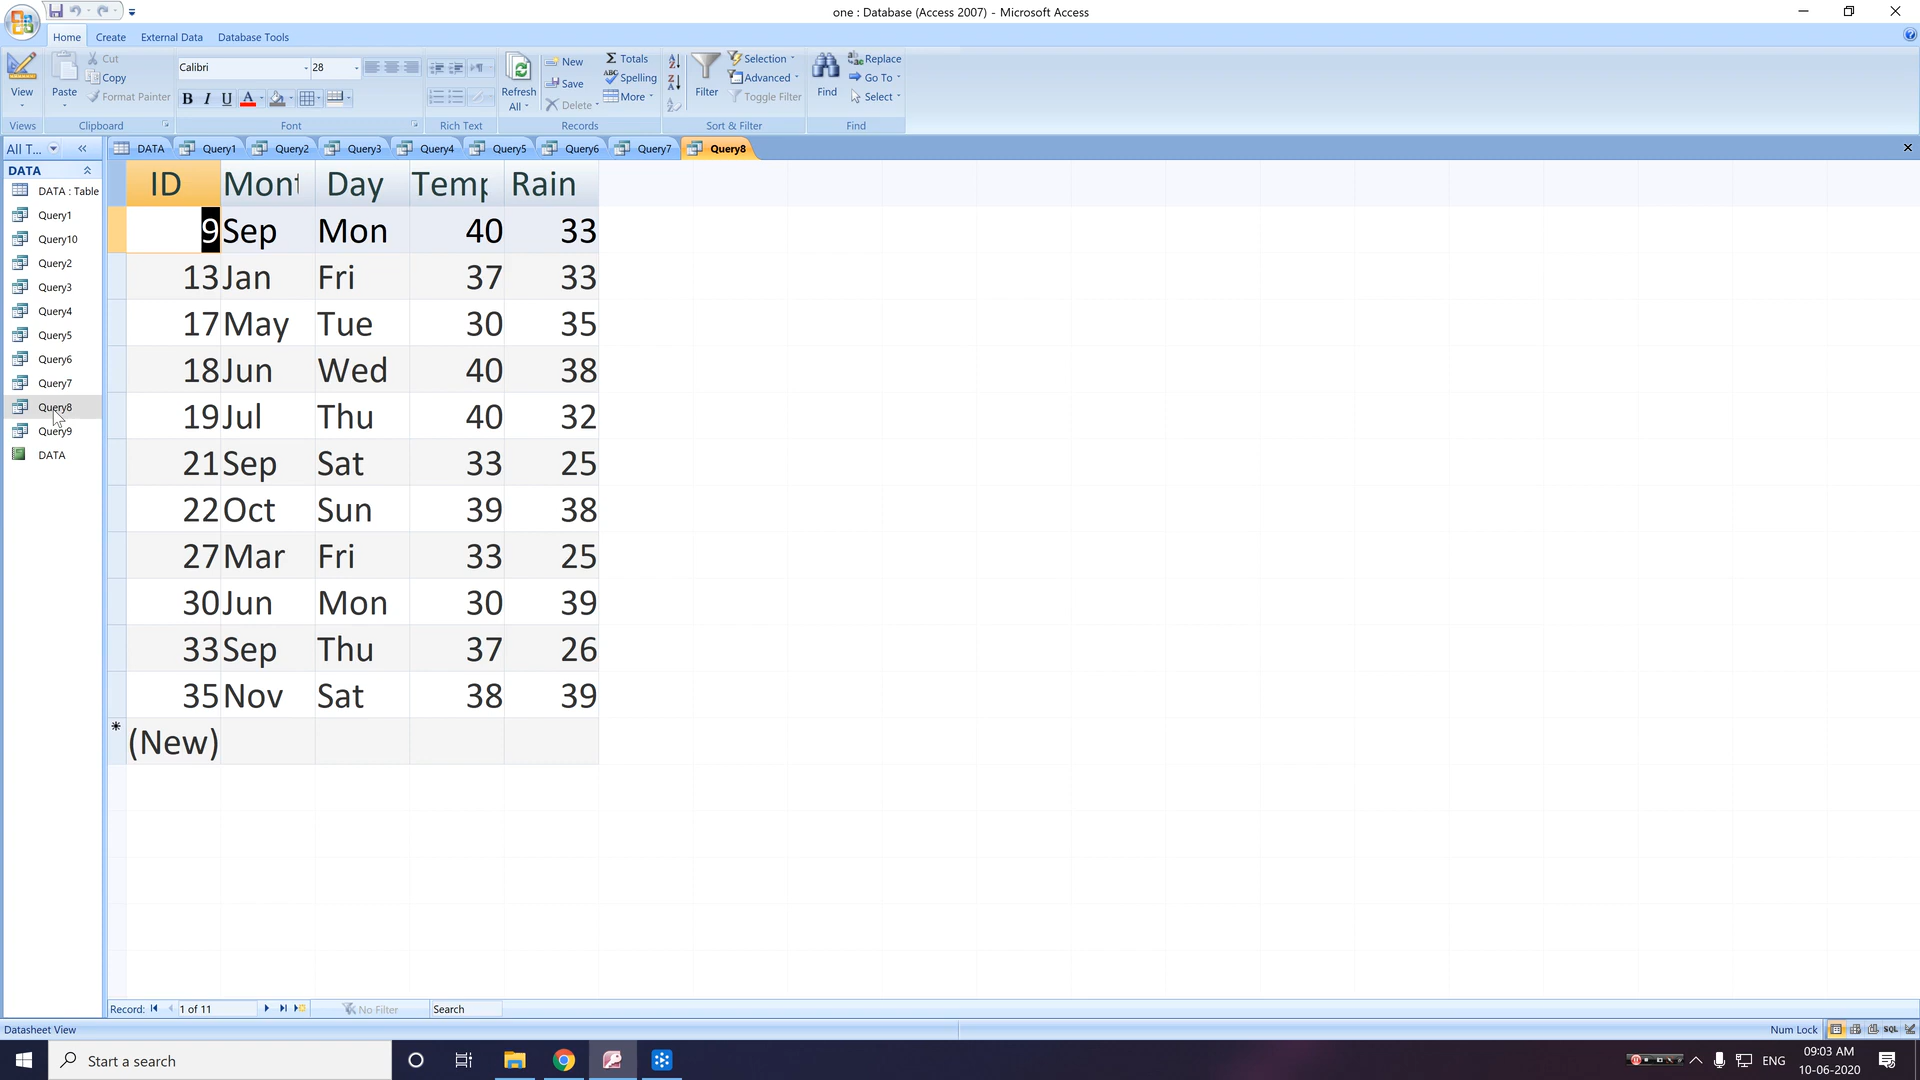 one : Database (Access 2007) - Microsoft Access
Home Create External Data Database Tools
View
Views
Paste
Cut
Copy
Format Painter
Clipboard
Calibri 28
B I U A
Font
Rich Text
Refresh All
New
Save
Delete
Totals
Spelling
More
Records
Filter
Selection
Advanced
Toggle Filter
Sort & Filter
Find
Replace
Go To
Select
Find
All T...
DATA Query1 Query2 Query3 Query4 Query5 Query6 Query7 Query8
DATA
DATA : Table
Query1
Query10
Query2
Query3
Query4
Query5
Query6
Query7
Query8
Query9
DATA
ID Mont Day Temp Rain
9 Sep Mon 40 33
13 Jan Fri 37 33
17 May Tue 30 35
18 Jun Wed 40 38
19 Jul Thu 40 32
21 Sep Sat 33 25
22 Oct Sun 39 38
27 Mar Fri 33 25
30 Jun Mon 30 39
33 Sep Thu 37 26
35 Nov Sat 38 39
(New)
Record: 1 of 11 No Filter Search
Datasheet View Num Lock SQL
Start a search
ENG
09:03 AM
10-06-2020